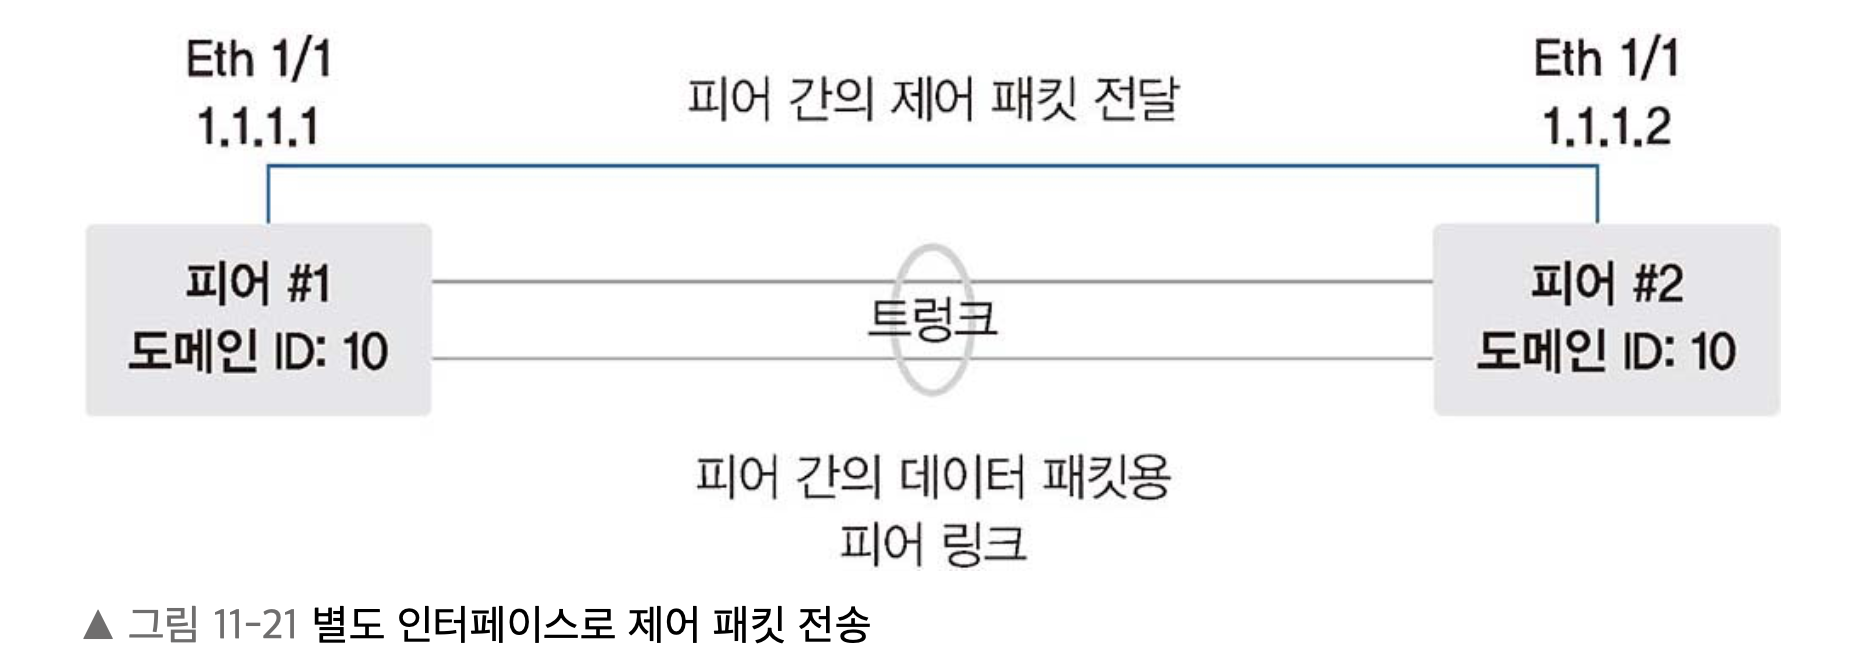 Eth 1/1
1.1.1.1
피어 간의 제어 패킷 전달
Eth 1/1
1.1.1.2
피어 #1
도메인 ID: 10
트렁크
피어 #2
도메인 ID: 10
피어 간의 데이터 패킷용
피어 링크
▲ 그림 11-21 별도 인터페이스로 제어 패킷 전송